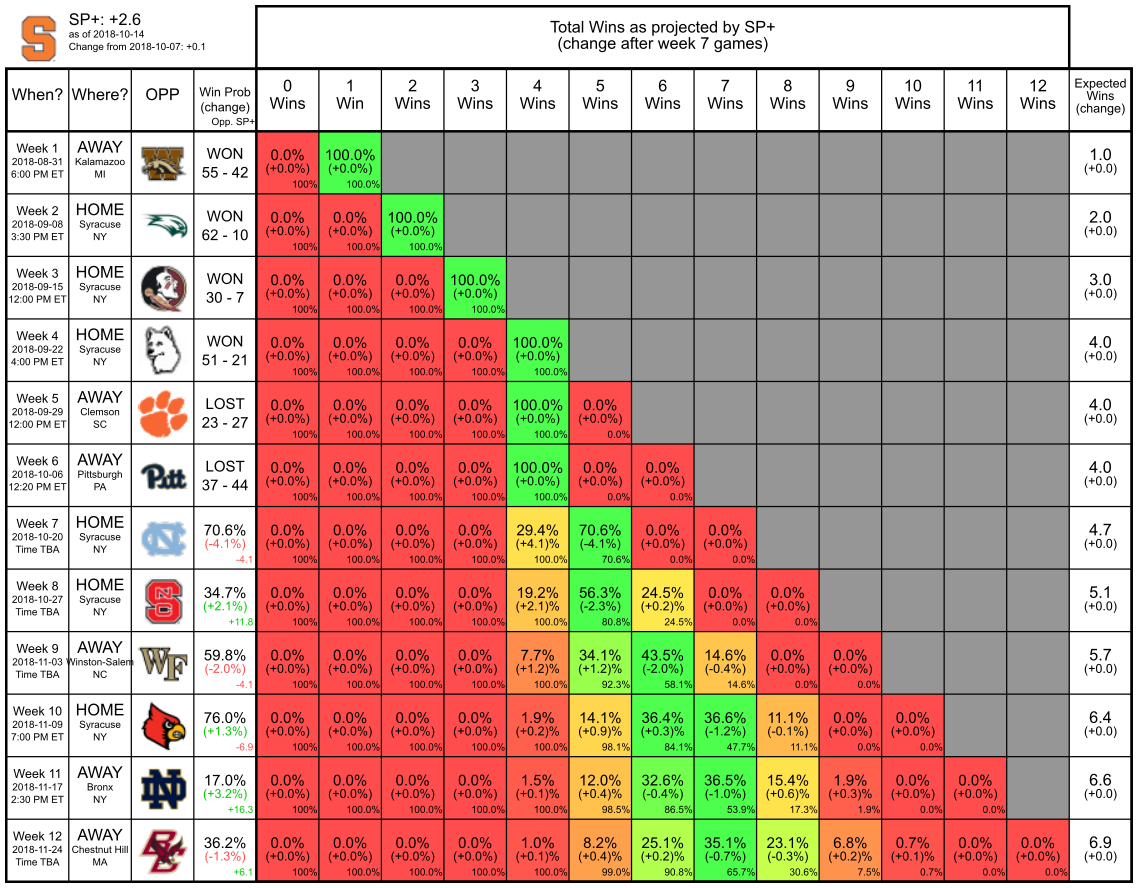 SP+: +2.6
as of 2018-10-14
Change from 2018-10-07: +0.1
Total Wins as projected by SP+
(change after week 7 games)
When? Where? OPP Win Prob (change) Opp. SP+ 0 Wins 1 Win 2 Wins 3 Wins 4 Wins 5 Wins 6 Wins 7 Wins 8 Wins 9 Wins 10 Wins 11 Wins 12 Wins Expected Wins (change)
Week 1 AWAY WON 0.0% 100.0% 1.0
2018-08-31 Kalamazoo (+0.0%) (+0.0%) (+0.0)
6:00 PM ET MI 55 - 42 100% 100.0%
Week 2 HOME WON 0.0% 0.0% 100.0% 2.0
2018-09-08 Syracuse (+0.0%) (+0.0%) (+0.0%) (+0.0)
3:30 PM ET NY 62 - 10 100% 100.0% 100.0%
Week 3 HOME WON 0.0% 0.0% 0.0% 100.0% 3.0
2018-09-15 Syracuse (+0.0%) (+0.0%) (+0.0%) (+0.0%) (+0.0)
12:00 PM ET NY 30 - 7 100% 100.0% 100.0% 100.0%
Week 4 HOME WON 0.0% 0.0% 0.0% 0.0% 100.0% 4.0
2018-09-22 Syracuse (+0.0%) (+0.0%) (+0.0%) (+0.0%) (+0.0%) (+0.0)
4:00 PM ET NY 51 - 21 100% 100.0% 100.0% 100.0% 100.0%
Week 5 AWAY LOST 0.0% 0.0% 0.0% 0.0% 100.0% 0.0% 4.0
2018-09-29 Clemson (+0.0%) (+0.0%) (+0.0%) (+0.0%) (+0.0%) (+0.0%) (+0.0)
12:00 PM ET SC 23 - 27 100% 100.0% 100.0% 100.0% 100.0% 0.0%
Week 6 AWAY Pitt LOST 0.0% 0.0% 0.0% 0.0% 100.0% 0.0% 0.0% 4.0
2018-10-06 Pittsburgh (+0.0%) (+0.0%) (+0.0%) (+0.0%) (+0.0%) (+0.0%) (+0.0%) (+0.0)
12:20 PM ET PA 37 - 44 100% 100.0% 100.0% 100.0% 100.0% 0.0% 0.0%
Week 7 HOME NC 70.6% 0.0% 0.0% 0.0% 0.0% 29.4% 70.6% 0.0% 0.0% 4.7
2018-10-20 Syracuse (-4.1%) (+0.0%) (+0.0%) (+0.0%) (+0.0%) (+4.1)% (-4.1%) (+0.0%) (+0.0%) (+0.0)
Time TBA NY -4.1 100% 100.0% 100.0% 100.0% 100.0% 70.6% 0.0% 0.0%
Week 8 HOME S 34.7% 0.0% 0.0% 0.0% 0.0% 19.2% 56.3% 24.5% 0.0% 0.0% 5.1
2018-10-27 Syracuse (+2.1%) (+0.0%) (+0.0%) (+0.0%) (+0.0%) (+2.1)% (-2.3%) (+0.2)% (+0.0%) (+0.0%) (+0.0)
Time TBA NY +11.8 100% 100.0% 100.0% 100.0% 100.0% 80.8% 24.5% 0.0% 0.0%
Week 9 AWAY WF 59.8% 0.0% 0.0% 0.0% 0.0% 7.7% 34.1% 43.5% 14.6% 0.0% 0.0% 5.7
2018-11-03 Winston-Salem (-2.0%) (+0.0%) (+0.0%) (+0.0%) (+0.0%) (+1.2)% (+1.2)% (-2.0%) (-0.4%) (+0.0%) (+0.0%) (+0.0)
Time TBA NC -4.1 100% 100.0% 100.0% 100.0% 100.0% 92.3% 58.1% 14.6% 0.0% 0.0%
Week 10 HOME 76.0% 0.0% 0.0% 0.0% 0.0% 1.9% 14.1% 36.4% 36.6% 11.1% 0.0% 0.0% 6.4
2018-11-09 Syracuse (+1.3%) (+0.0%) (+0.0%) (+0.0%) (+0.0%) (+0.2)% (+0.9)% (+0.3)% (-1.2%) (-0.1%) (+0.0%) (+0.0%) (+0.0)
7:00 PM ET NY -6.9 100% 100.0% 100.0% 100.0% 100.0% 98.1% 84.1% 47.7% 11.1% 0.0% 0.0%
Week 11 AWAY ND 17.0% 0.0% 0.0% 0.0% 0.0% 1.5% 12.0% 32.6% 36.5% 15.4% 1.9% 0.0% 0.0% 6.6
2018-11-17 Bronx (+3.2%) (+0.0%) (+0.0%) (+0.0%) (+0.0%) (+0.1)% (+0.4)% (-0.4%) (-1.0%) (+0.6)% (+0.3)% (+0.0%) (+0.0%) (+0.0)
2:30 PM ET NY +16.3 100% 100.0% 100.0% 100.0% 100.0% 98.5% 86.5% 53.9% 17.3% 1.9% 0.0% 0.0%
Week 12 AWAY BC 36.2% 0.0% 0.0% 0.0% 0.0% 1.0% 8.2% 25.1% 35.1% 23.1% 6.8% 0.7% 0.0% 0.0% 6.9
2018-11-24 Chestnut Hill (-1.3%) (+0.0%) (+0.0%) (+0.0%) (+0.0%) (+0.1)% (+0.4)% (+0.2)% (-0.7%) (-0.3%) (+0.2)% (+0.1)% (+0.0%) (+0.0%) (+0.0)
Time TBA MA +6.1 100% 100.0% 100.0% 100.0% 100.0% 99.0% 90.8% 65.7% 30.6% 7.5% 0.7% 0.0% 0.0%